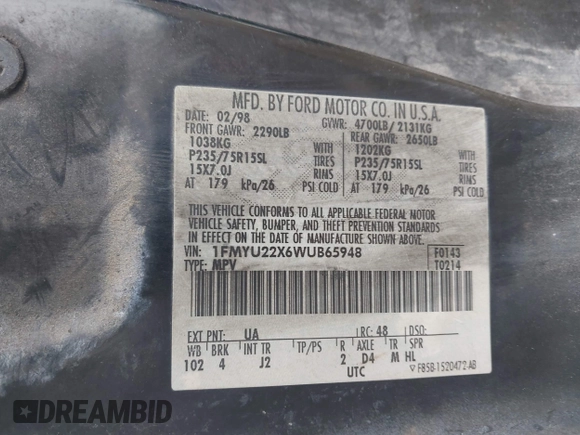 MFD. BY FORD MOTOR CO. IN U.S.A.
DATE: 02/98 GVWR: 4700LB/2131KG
FRONT GAWR: 2290LB REAR GAWR: 2650LB
1038KG WITH 1202KG WITH
P235/75R15SL TIRES P235/75R15SL TIRES
15X7.0J RIMS 15X7.0J RIMS
AT 179 kPa/26 PSI COLD AT 179 kPa/26 PSI COLD
THIS VEHICLE CONFORMS TO ALL APPLICABLE FEDERAL MOTOR
VEHICLE SAFETY, BUMPER, AND THEFT PREVENTION STANDARDS
IN EFFECT ON THE DATE OF MANUFACTURE SHOWN ABOVE.
VIN: 1FMYU22X6WUB65948 F0143
TYPE: MPV T0214
EXT PNT: UA RC: 48 DSO:
WB BRK INT TR TP/PS R AXLE TR SPR
102 4 J2 2 D4 M HL
UTC F85B-1520472-AB
DREAMBID